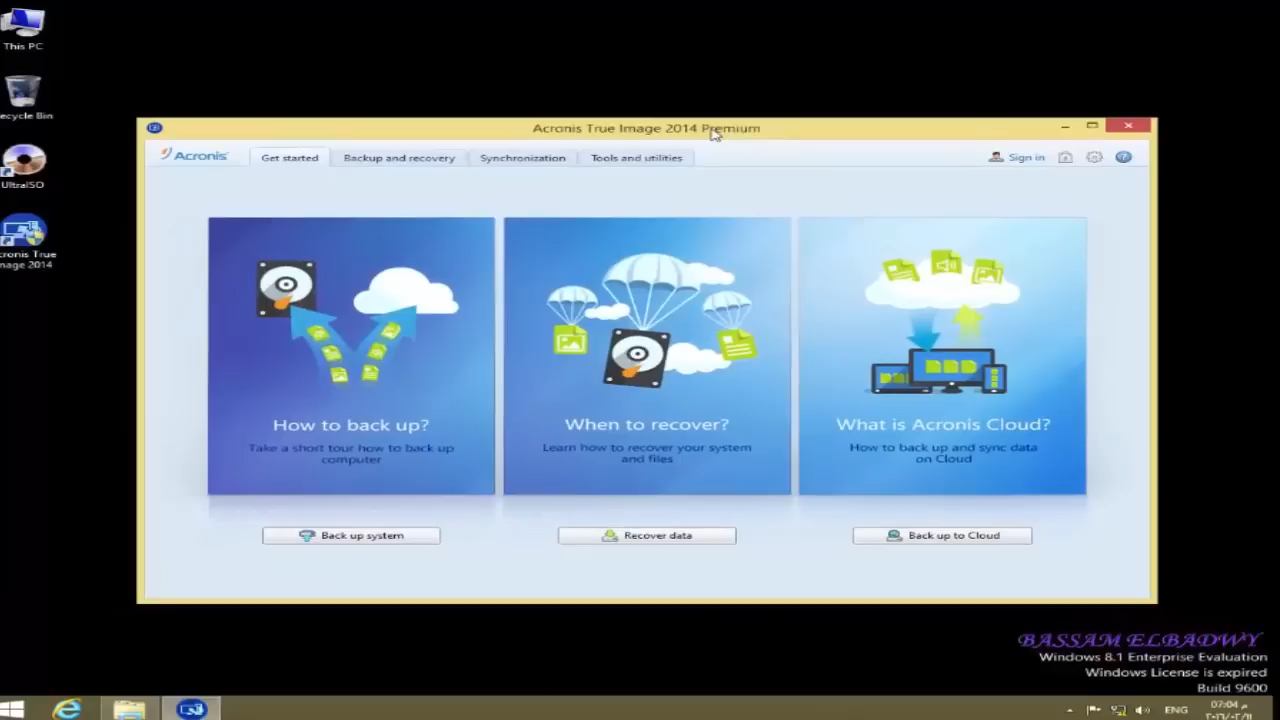 This PC
ecycle Bin
UltraISO
cronis True
mage 2014
Acronis True Image 2014 Premium
Acronis
Get started
Backup and recovery
Synchronization
Tools and utilities
Sign in
How to back up?
Take a short tour how to back up
computer
When to recover?
Learn how to recover your system
and files
What is Acronis Cloud?
How to back up and sync data
on Cloud
Back up system
Recover data
Back up to Cloud
BASSAM ELBADWY
Windows 8.1 Enterprise Evaluation
Windows License is expired
Build 9600
ENG
07:04 م